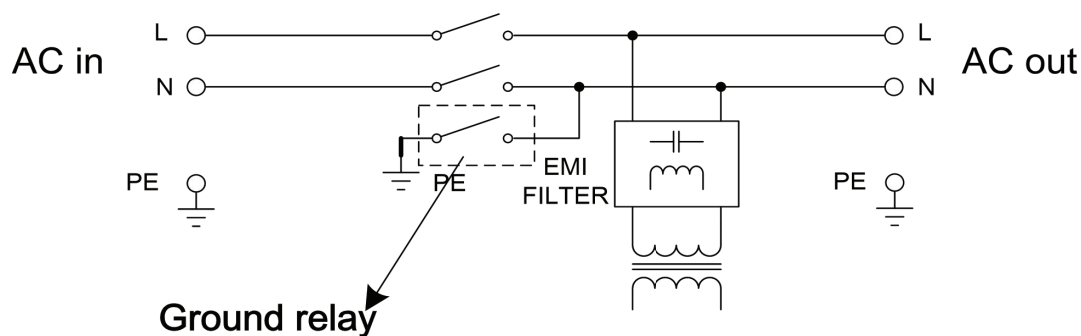 L
L
AC in
AC out
N
N
EMI
FILTER
PE
PE
PE
Ground relay